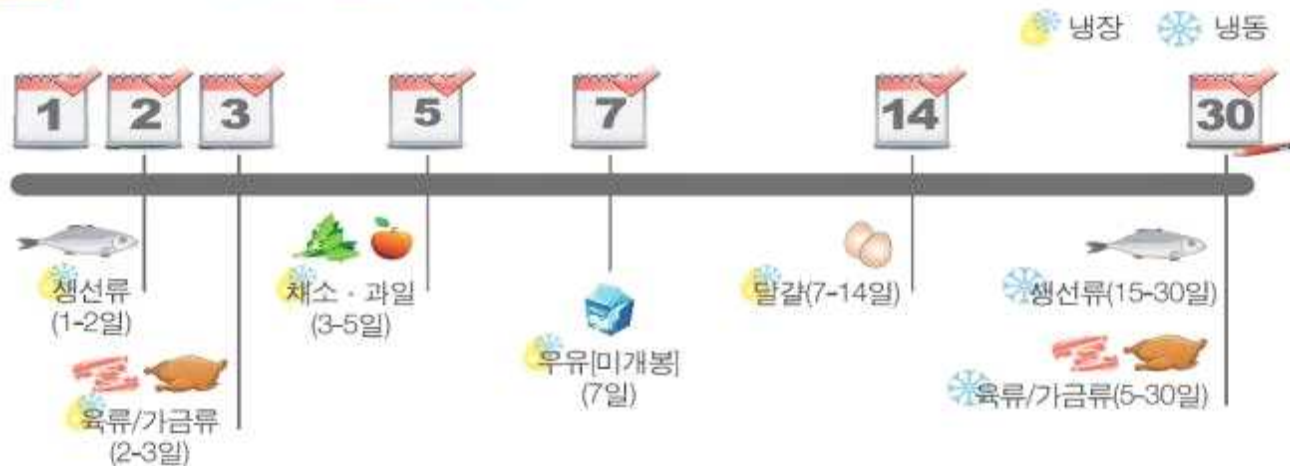 냉장 냉동
1 2 3 5 7 14 30
생선류
(1-2일)
육류/가금류
(2-3일)
채소 · 과일
(3-5일)
우유[미개봉]
(7일)
달걀(7-14일)
생선류(15-30일)
육류/가금류(5-30일)